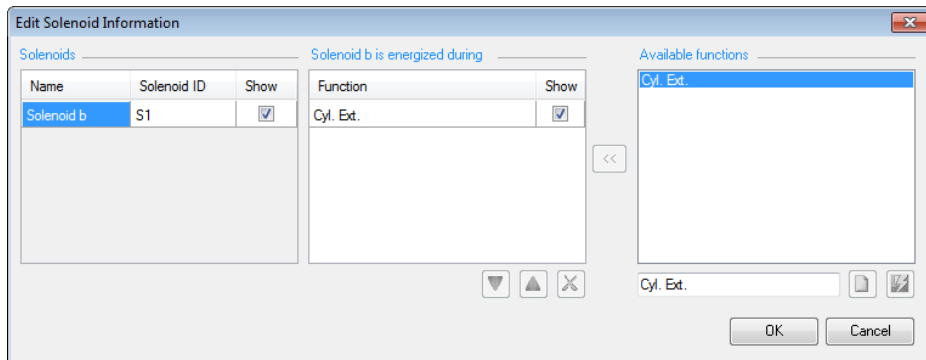 Edit Solenoid Information
Solenoids
Solenoid b is energized during
Available functions
Name Solenoid ID Show
Function Show
Cyl. Ext.
Solenoid b S1
Cyl. Ext.
<<
Cyl. Ext.
OK Cancel